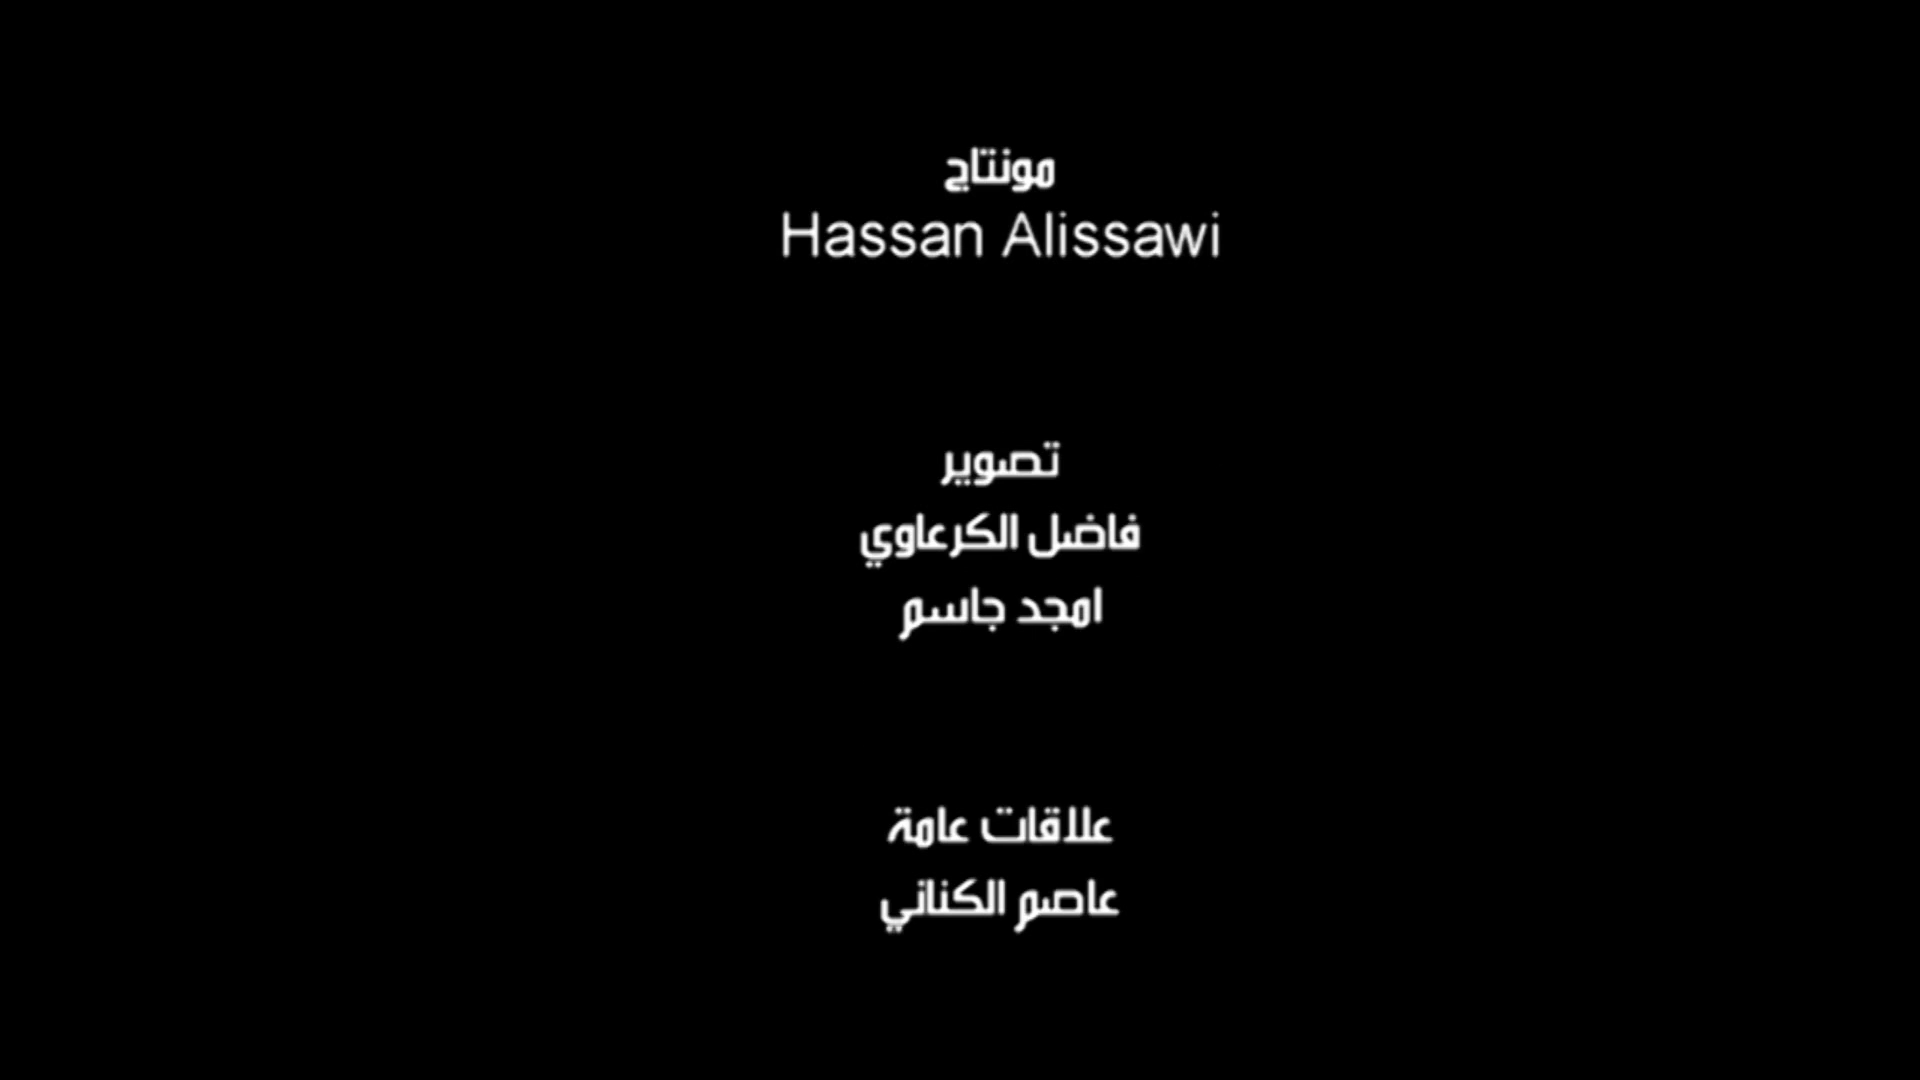 مونتاج
Hassan Alissawi
تصوير
فاضل الكرعاوي
امجد جاسم
علاقات عامة
عاصم الكناني